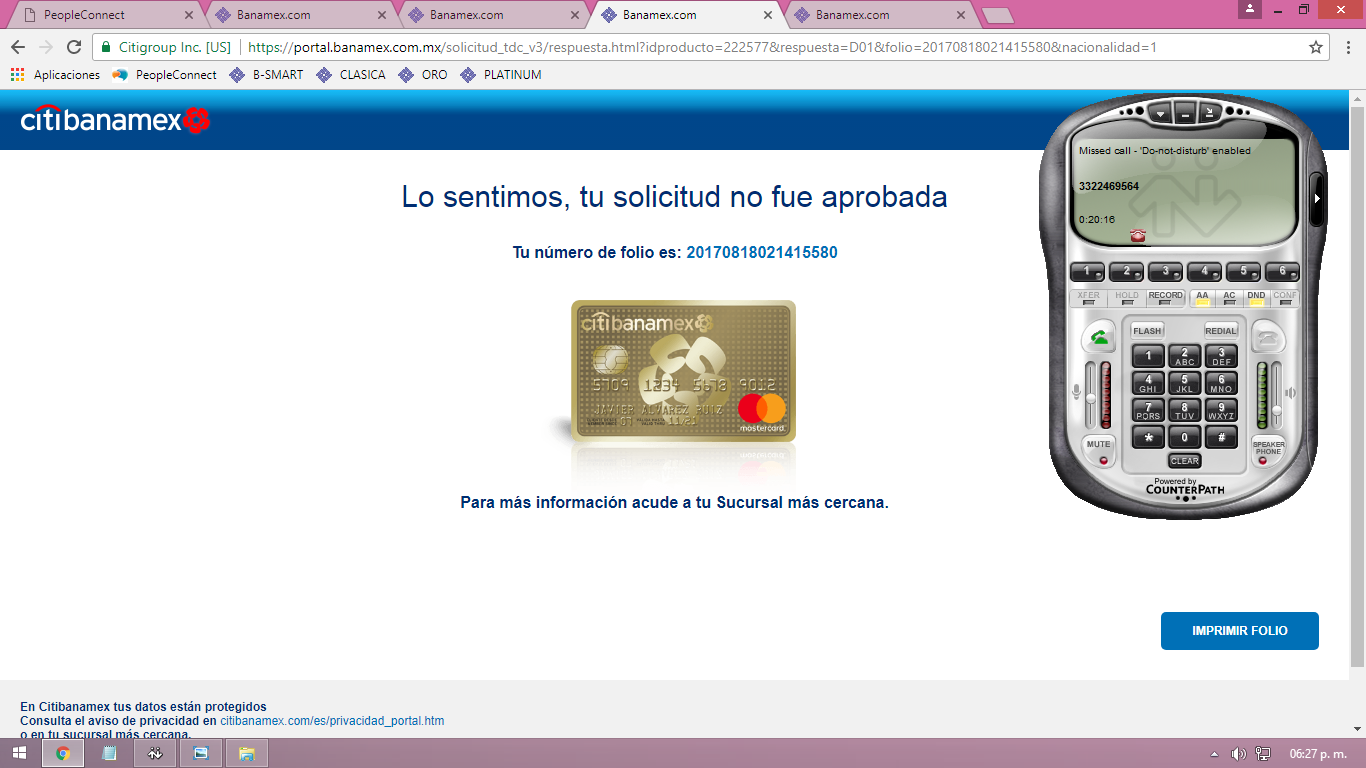 PeopleConnect
Banamex.com
Banamex.com
Banamex.com
Banamex.com
Citigroup Inc. [US]
https://portal.banamex.com.mx/solicitud_tdc_v3/respuesta.html?idproducto=222577&respuesta=D01&folio=20170818021415580&nacionalidad=1
Aplicaciones
PeopleConnect
B-SMART
CLASICA
ORO
PLATINUM
citibanamex
Lo sentimos, tu solicitud no fue aprobada
Tu número de folio es: 20170818021415580
citibanamex
5709 1234 5678 9012
JAVIER ALVAREZ RUIZ
mastercard
Para más información acude a tu Sucursal más cercana.
Missed call - 'Do-not-disturb' enabled
3322469564
0:20:16
1 2 3 4 5 6
XFER HOLD RECORD AA AC DND CONF
FLASH REDIAL
1 2 ABC 3 DEF
4 GHI 5 JKL 6 MNO
7 PQRS 8 TUV 9 WXYZ
* 0 #
MUTE
SPEAKER PHONE
CLEAR
Powered by
COUNTERPATH
IMPRIMIR FOLIO
En Citibanamex tus datos están protegidos
Consulta el aviso de privacidad en citibanamex.com/es/privacidad_portal.htm
o en tu sucursal más cercana.
06:27 p. m.